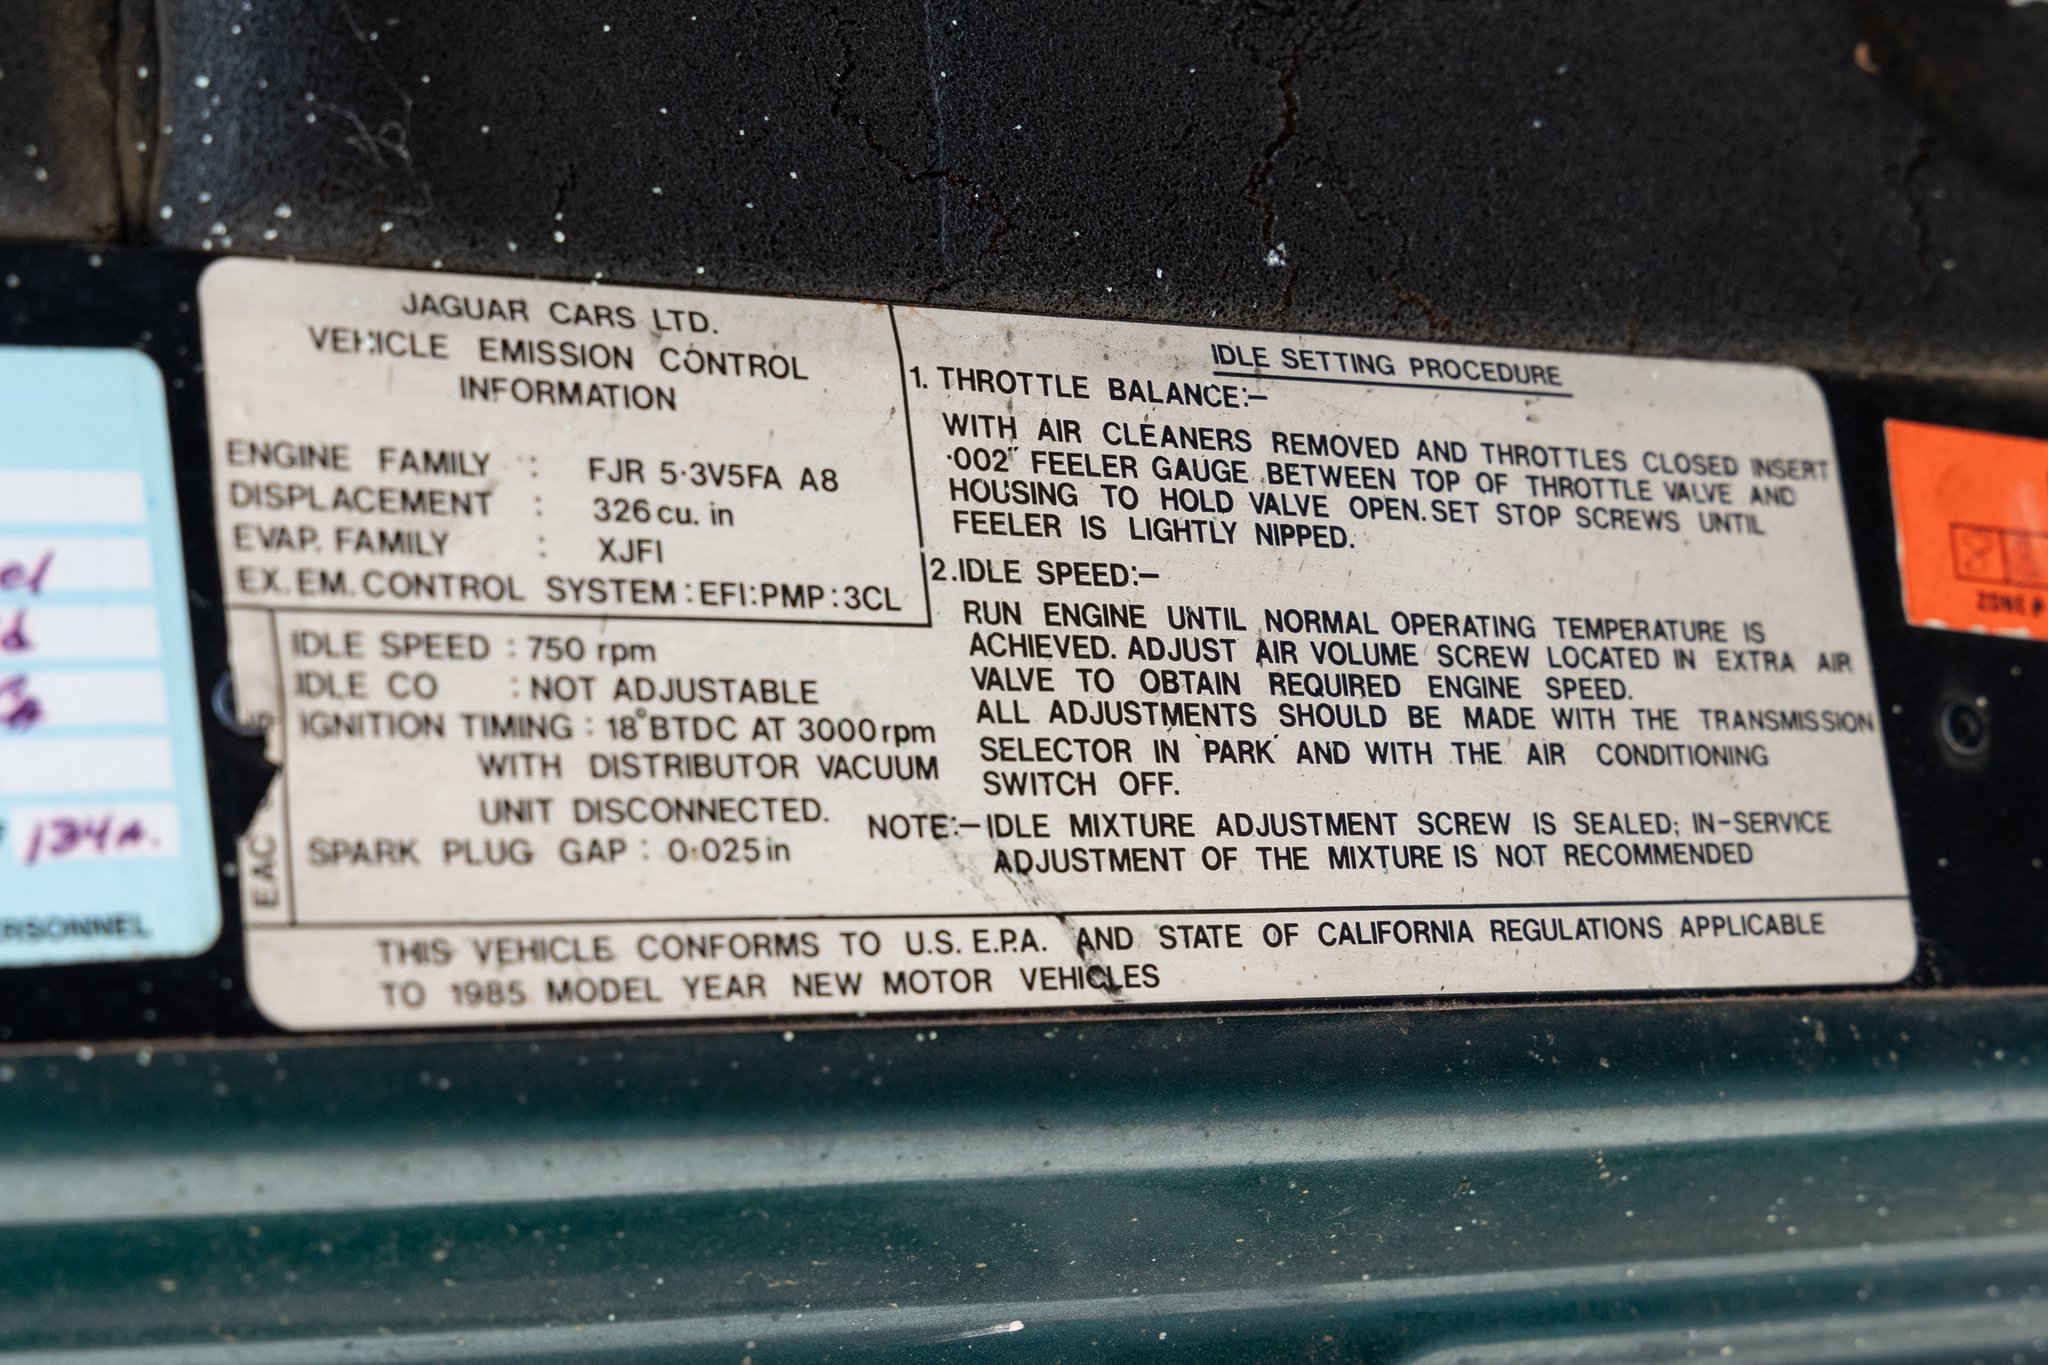 JAGUAR CARS LTD.
VEHICLE EMISSION CONTROL
INFORMATION
ENGINE FAMILY : FJR 5·3V5FA A8
DISPLACEMENT : 326 cu. in
EVAP. FAMILY : XJFI
EX. EM. CONTROL SYSTEM : EFI : PMP : 3CL
IDLE SPEED : 750 rpm
IDLE CO : NOT ADJUSTABLE
IGNITION TIMING : 18° BTDC AT 3000 rpm
WITH DISTRIBUTOR VACUUM
UNIT DISCONNECTED.
SPARK PLUG GAP : 0·025 in
EAC
IDLE SETTING PROCEDURE
1. THROTTLE BALANCE:–
WITH AIR CLEANERS REMOVED AND THROTTLES CLOSED INSERT
·002" FEELER GAUGE BETWEEN TOP OF THROTTLE VALVE AND
HOUSING TO HOLD VALVE OPEN. SET STOP SCREWS UNTIL
FEELER IS LIGHTLY NIPPED.
2. IDLE SPEED:–
RUN ENGINE UNTIL NORMAL OPERATING TEMPERATURE IS
ACHIEVED. ADJUST AIR VOLUME SCREW LOCATED IN EXTRA AIR
VALVE TO OBTAIN REQUIRED ENGINE SPEED.
ALL ADJUSTMENTS SHOULD BE MADE WITH THE TRANSMISSION
SELECTOR IN 'PARK' AND WITH THE AIR CONDITIONING
SWITCH OFF.
NOTE:– IDLE MIXTURE ADJUSTMENT SCREW IS SEALED; IN-SERVICE
ADJUSTMENT OF THE MIXTURE IS NOT RECOMMENDED
THIS VEHICLE CONFORMS TO U.S. E.P.A. AND STATE OF CALIFORNIA REGULATIONS APPLICABLE
TO 1985 MODEL YEAR NEW MOTOR VEHICLES
134A.
ERSONNEL
ZONE #